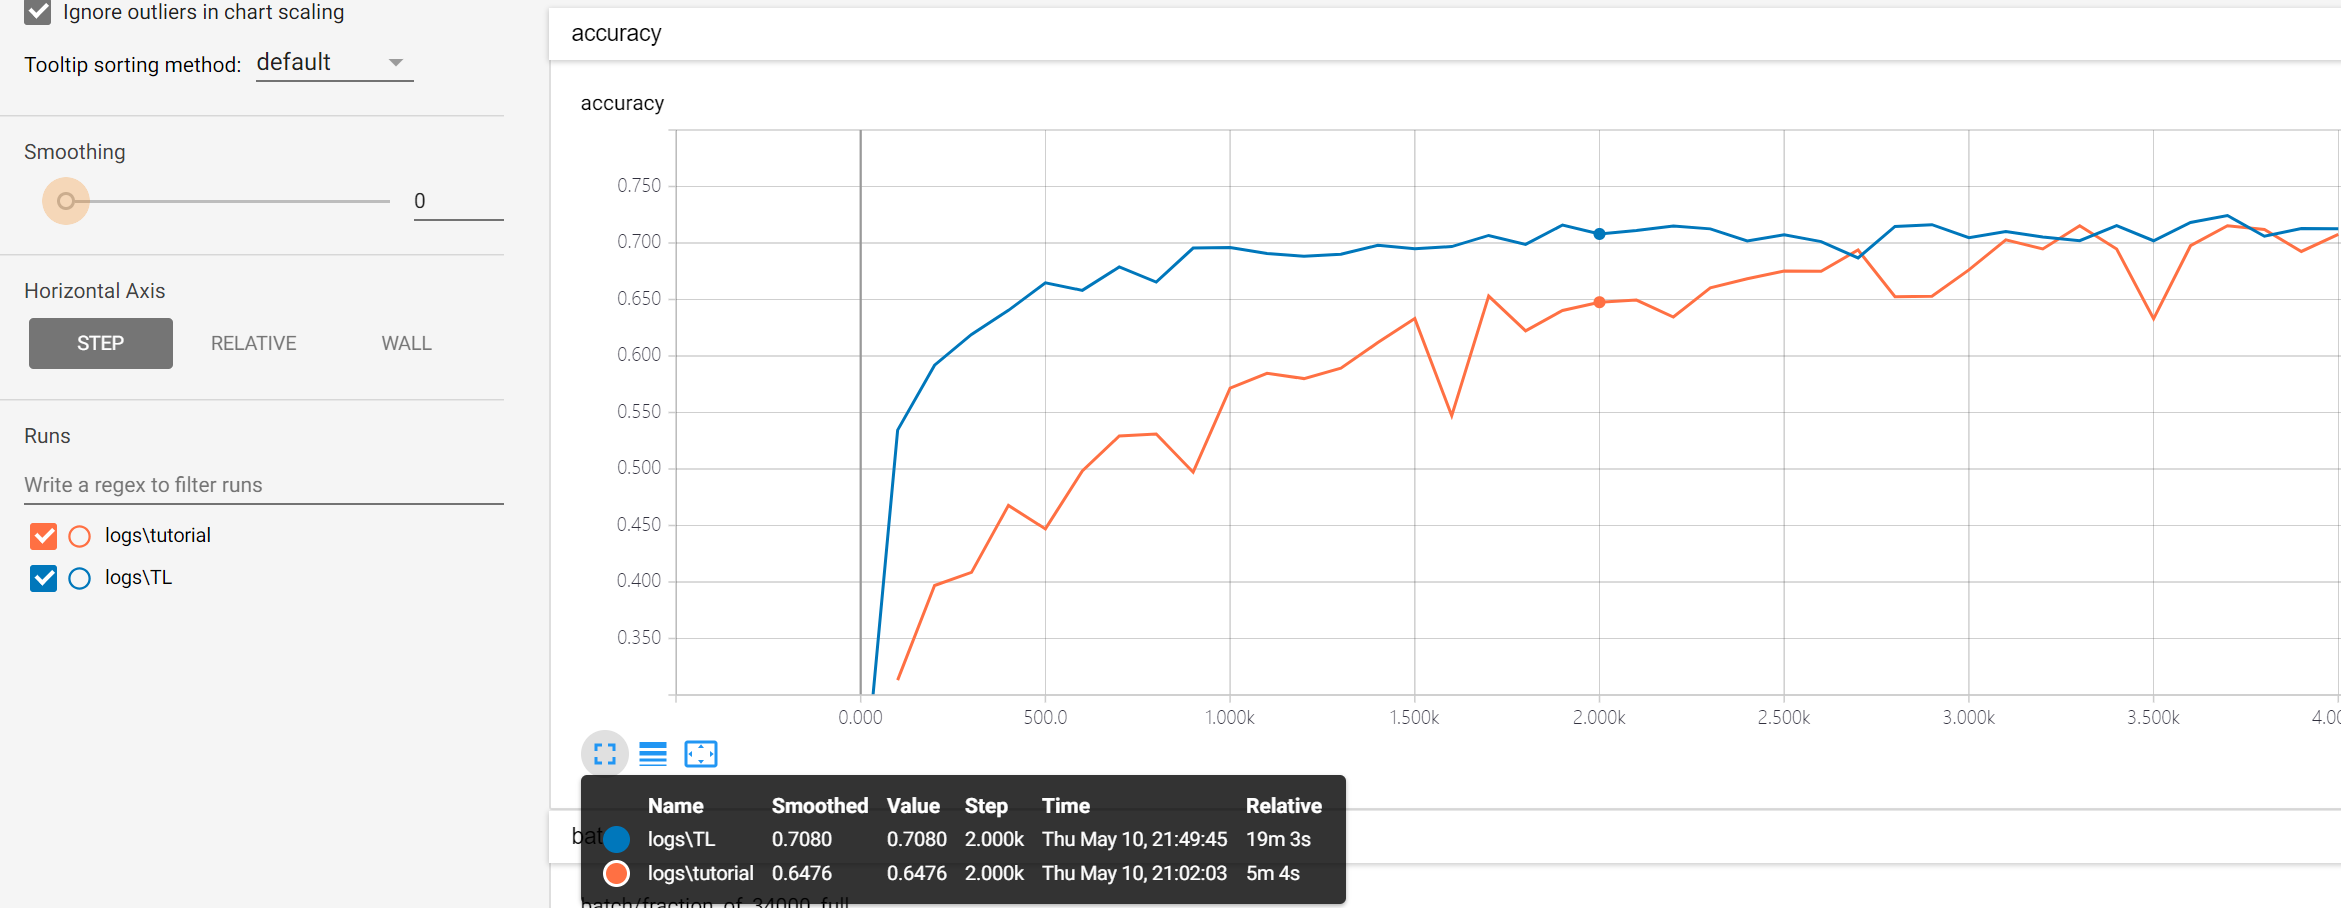 Ignore outliers in chart scaling
Tooltip sorting method: default
Smoothing
0
Horizontal Axis
STEP RELATIVE WALL
Runs
Write a regex to filter runs
logs\tutorial
logs\TL
accuracy
accuracy
0.750
0.700
0.650
0.600
0.550
0.500
0.450
0.400
0.350
0.000 500.0 1.000k 1.500k 2.000k 2.500k 3.000k 3.500k 4.00
Name Smoothed Value Step Time Relative
logs\TL 0.7080 0.7080 2.000k Thu May 10, 21:49:45 19m 3s
logs\tutorial 0.6476 0.6476 2.000k Thu May 10, 21:02:03 5m 4s
bat
batch/fraction_of_34000_full